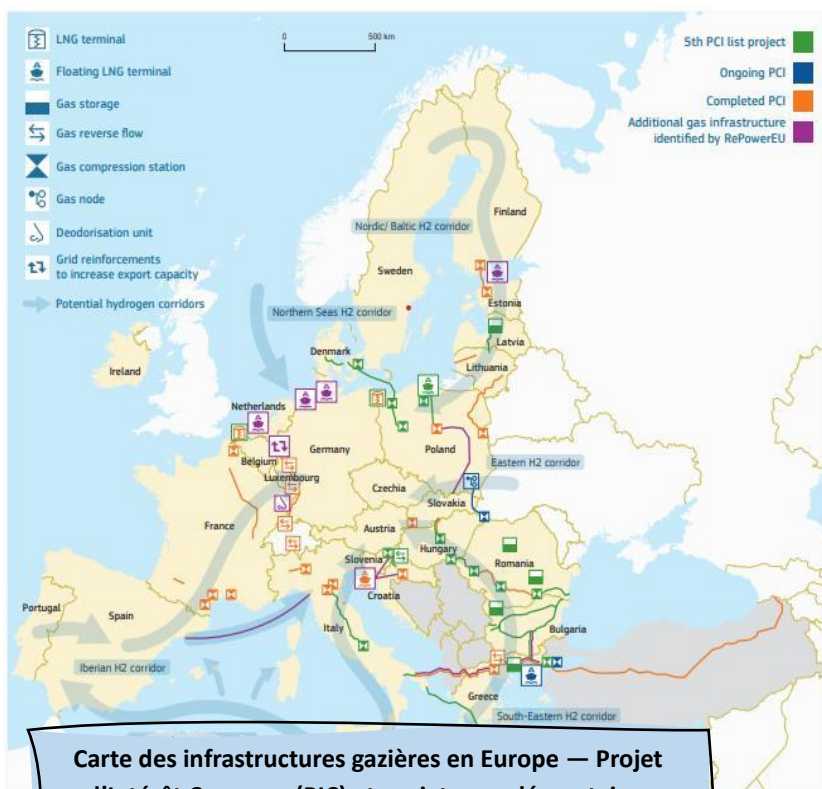 LNG terminal
Floating LNG terminal
Gas storage
Gas reverse flow
Gas compression station
Gas node
Deodorisation unit
Grid reinforcements
to increase export capacity
Potential hydrogen corridors
0 500 km
5th PCI list project
Ongoing PCI
Completed PCI
Additional gas infrastructure
identified by RePowerEU
Finland
Nordic/ Baltic H2 corridor
Sweden
Estonia
Northern Seas H2 corridor
Latvia
Denmark
Lithuania
Ireland
Netherlands
Germany
Poland
Belgium
Eastern H2 corridor
Luxembourg
Czechia
Slovakia
France
Austria
Hungary
Slovenia
Romania
Croatia
Portugal
Spain
Italy
Bulgaria
Iberian H2 corridor
Greece
South-Eastern H2 corridor
Carte des infrastructures gazières en Europe — Projet